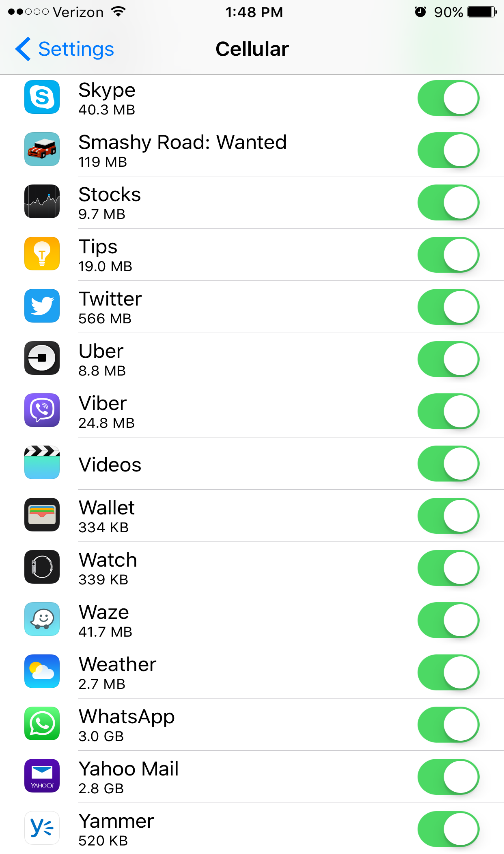 Verizon 1:48 PM 90%
Settings Cellular
Skype
40.3 MB
Smashy Road: Wanted
119 MB
Stocks
9.7 MB
Tips
19.0 MB
Twitter
566 MB
Uber
8.8 MB
Viber
24.8 MB
Videos
Wallet
334 KB
Watch
339 KB
Waze
41.7 MB
Weather
2.7 MB
WhatsApp
3.0 GB
YAHOO!
Yahoo Mail
2.8 GB
Yammer
520 KB